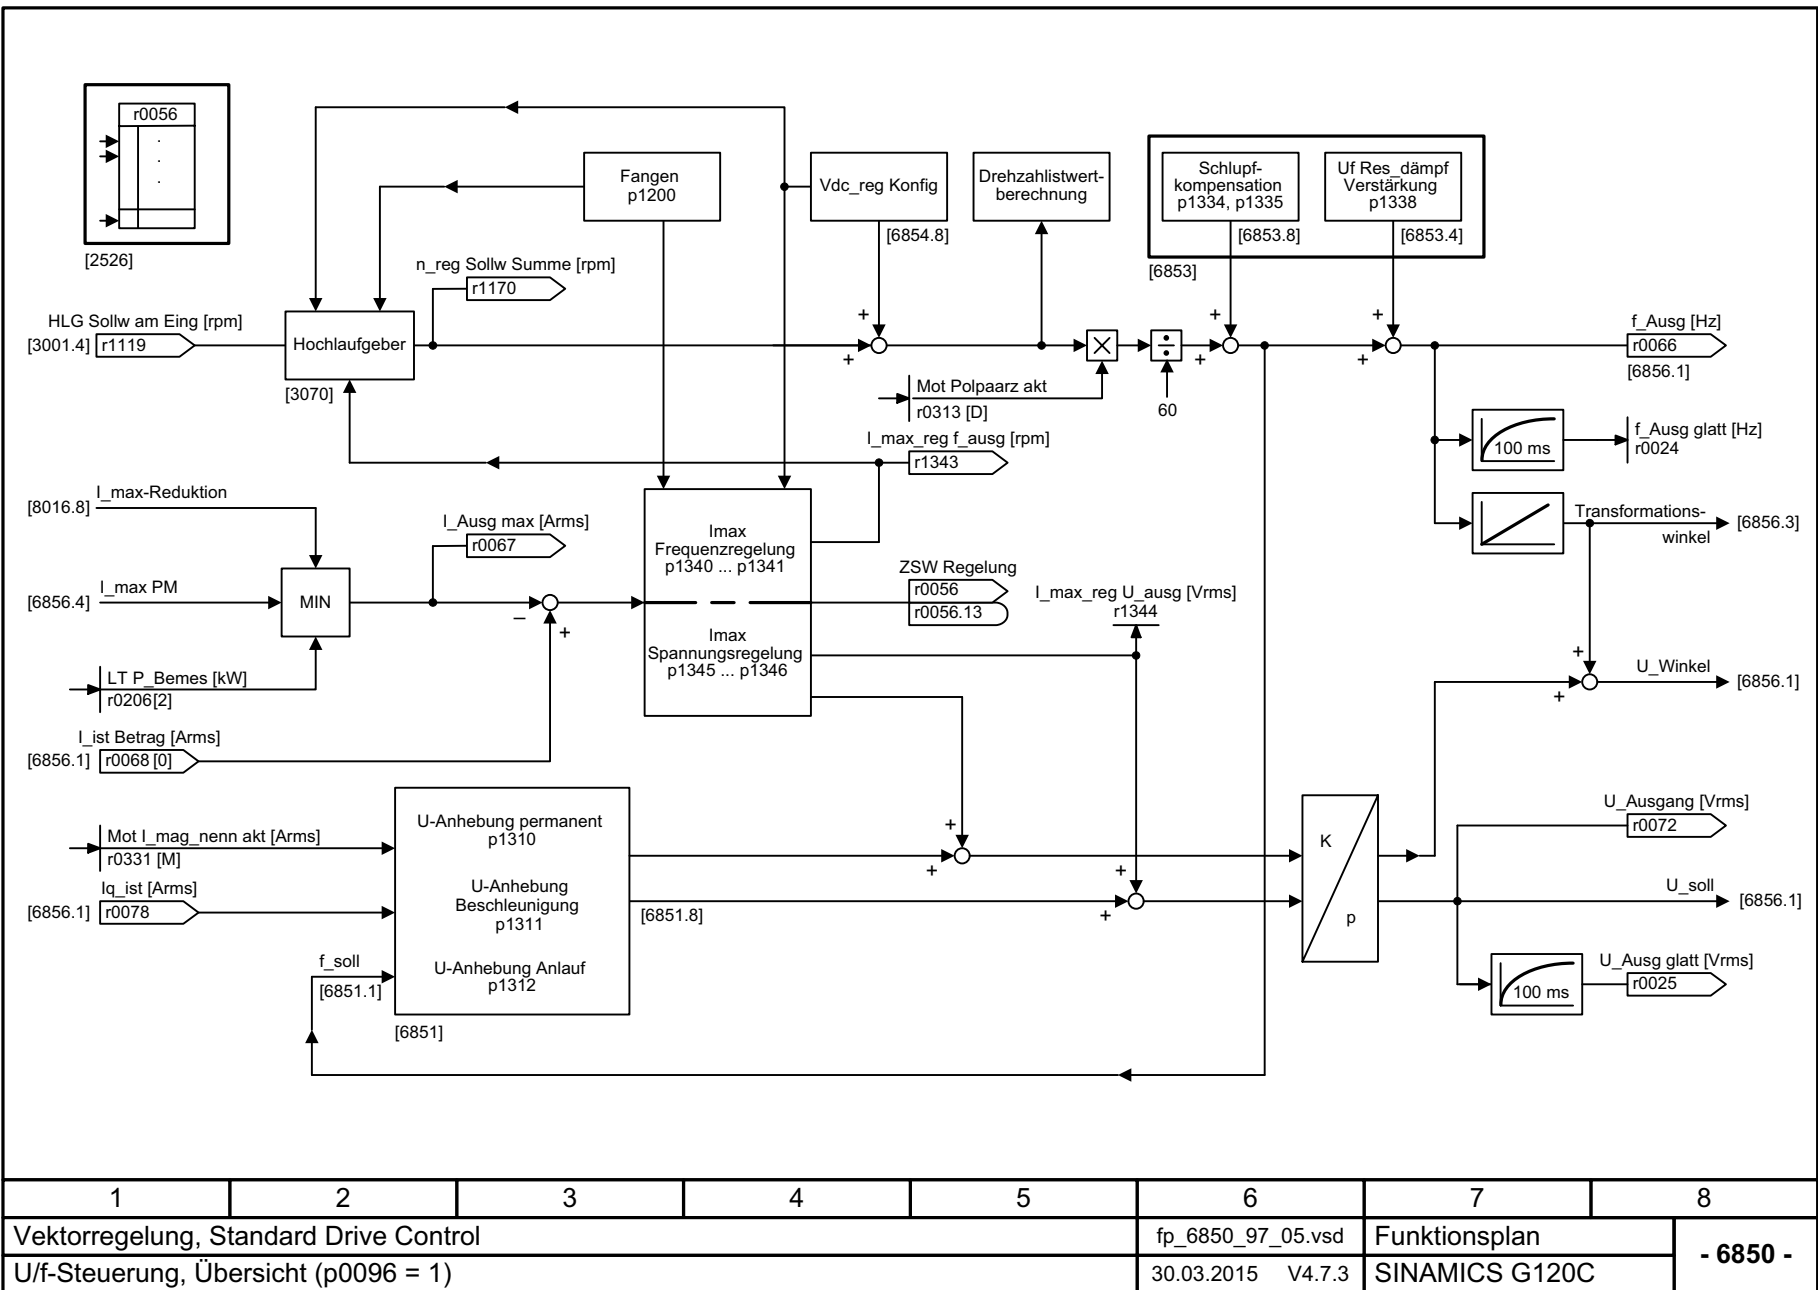 r0056
[2526]
Fangen
p1200
Vdc_reg Konfig
[6854.8]
Drehzahlistwert-
berechnung
Schlupf-
kompensation
p1334, p1335
[6853.8]
Uf Res_dämpf
Verstärkung
p1338
[6853.4]
[6853]
n_reg Sollw Summe [rpm]
r1170
HLG Sollw am Eing [rpm]
[3001.4] r1119
Hochlaufgeber
[3070]
+
+
Mot Polpaarz akt
r0313 [D]
60
+
+
+
+
f_Ausg [Hz]
r0066
[6856.1]
100 ms
f_Ausg glatt [Hz]
r0024
Transformations-
winkel
[6856.3]
I_max_reg f_ausg [rpm]
r1343
I_max-Reduktion
[8016.8]
I_Ausg max [Arms]
r0067
I_max PM
[6856.4]
MIN
–
+
Imax
Frequenzregelung
p1340 ... p1341
Imax
Spannungsregelung
p1345 ... p1346
ZSW Regelung
r0056
r0056.13
I_max_reg U_ausg [Vrms]
r1344
LT P_Bemes [kW]
r0206[2]
I_ist Betrag [Arms]
[6856.1] r0068 [0]
+
+
U_Winkel
[6856.1]
Mot I_mag_nenn akt [Arms]
r0331 [M]
Iq_ist [Arms]
[6856.1] r0078
f_soll
[6851.1]
U-Anhebung permanent
p1310
U-Anhebung
Beschleunigung
p1311
U-Anhebung Anlauf
p1312
[6851]
[6851.8]
+
+
+
+
K
p
U_Ausgang [Vrms]
r0072
U_soll
[6856.1]
100 ms
U_Ausg glatt [Vrms]
r0025
1 2 3 4 5 6 7 8
Vektorregelung, Standard Drive Control
fp_6850_97_05.vsd
Funktionsplan
- 6850 -
U/f-Steuerung, Übersicht (p0096 = 1)
30.03.2015 V4.7.3
SINAMICS G120C